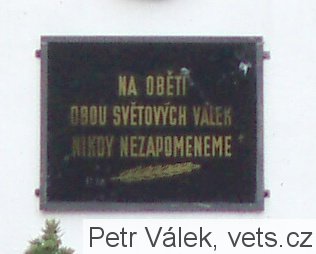 NA OBĚTI
OBOU SVĚTOVÝCH VÁLEK
NIKDY NEZAPOMENEME
Petr Válek, vets.cz